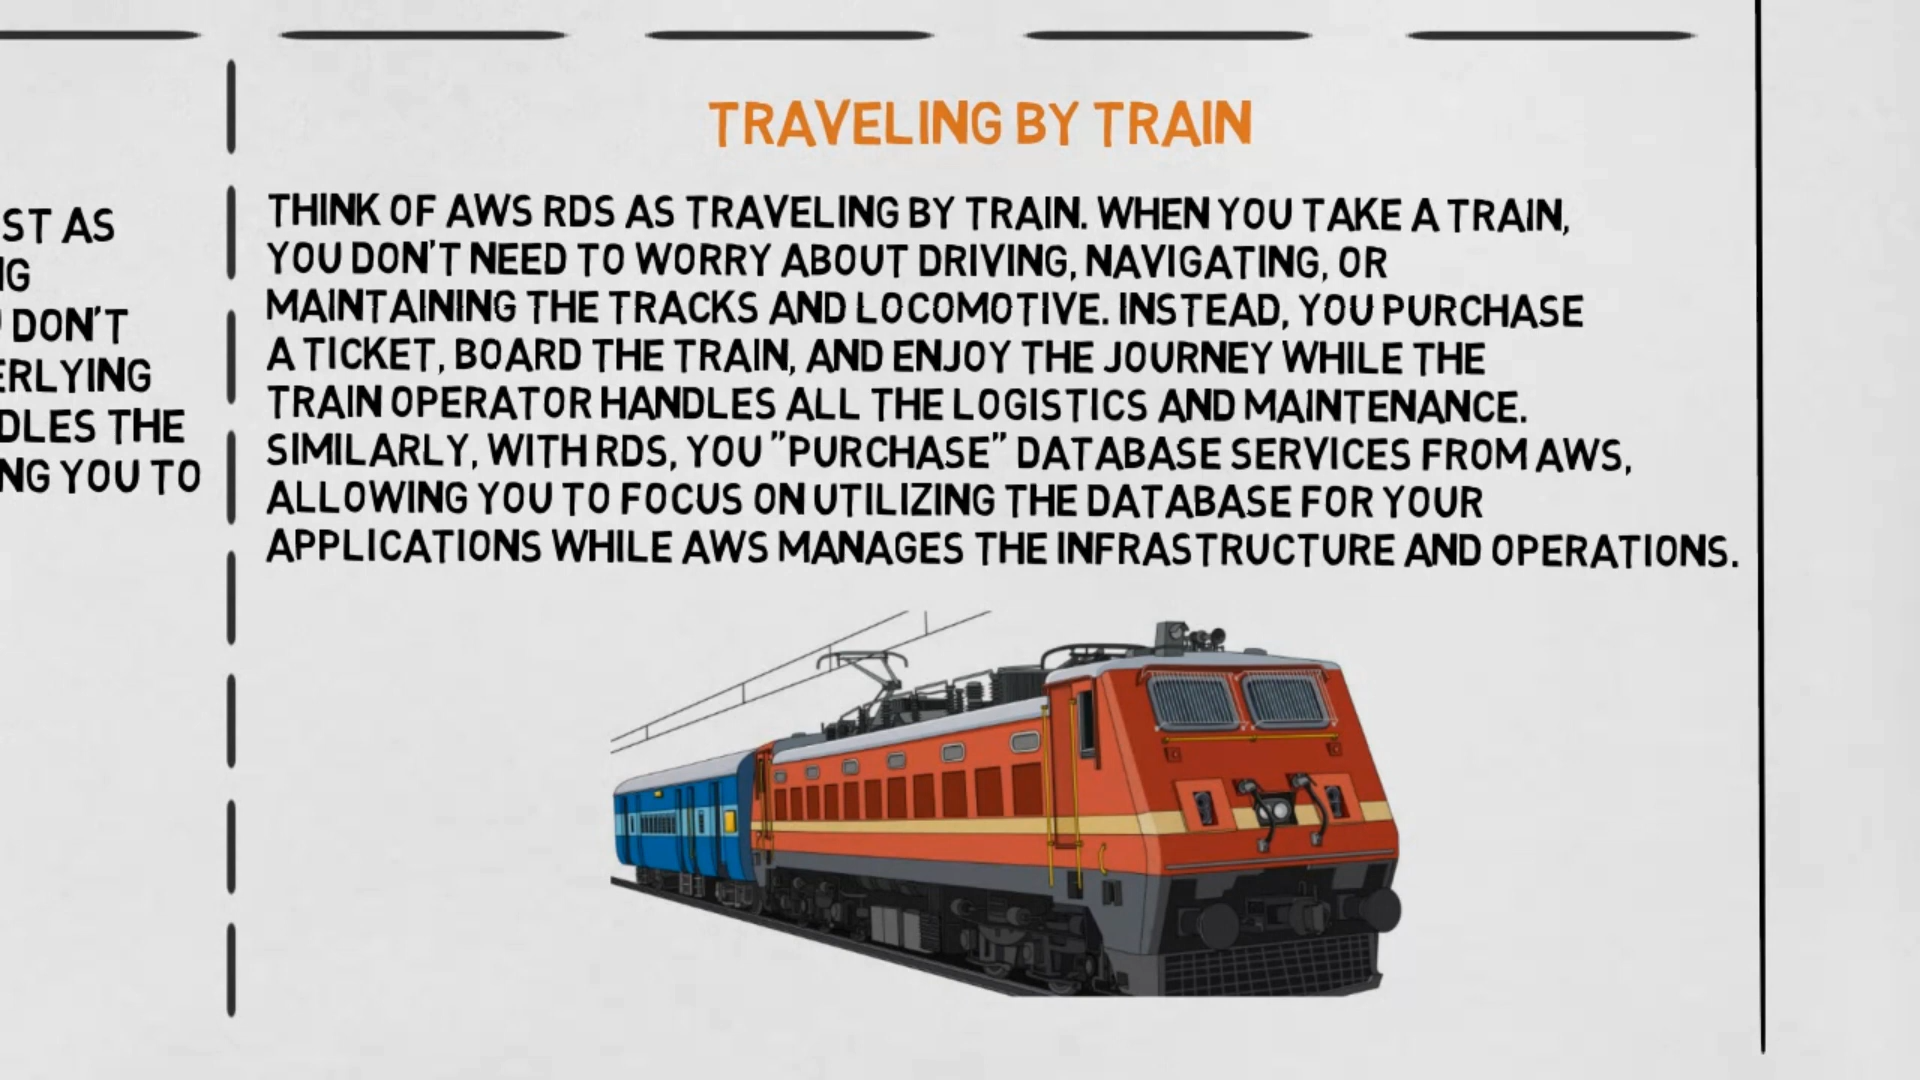 ST AS
DON'T
DLES THE
YOU TO
TRAVELING BY TRAIN
THINK OF AWS RDS AS TRAVELING BY TRAIN. WHEN YOU TAKE A TRAIN,
YOU DON'T NEED TO WORRY ABOUT DRIVING, NAVIGATING, OR
MAINTAINING THE TRACKS AND LOCOMOTIVE. INSTEAD, YOU PURCHASE
A TICKET, BOARD THE TRAIN, AND ENJOY THE JOURNEY WHILE THE
TRAIN OPERATOR HANDLES ALL THE LOGISTICS AND MAINTENANCE.
SIMILARLY, WITH RDS, YOU "PURCHASE" DATABASE SERVICES FROM AWS,
ALLOWING YOU TO FOCUS ON UTILIZING THE DATABASE FOR YOUR
APPLICATIONS WHILE AWS MANAGES THE INFRASTRUCTURE AND OPERATIONS.